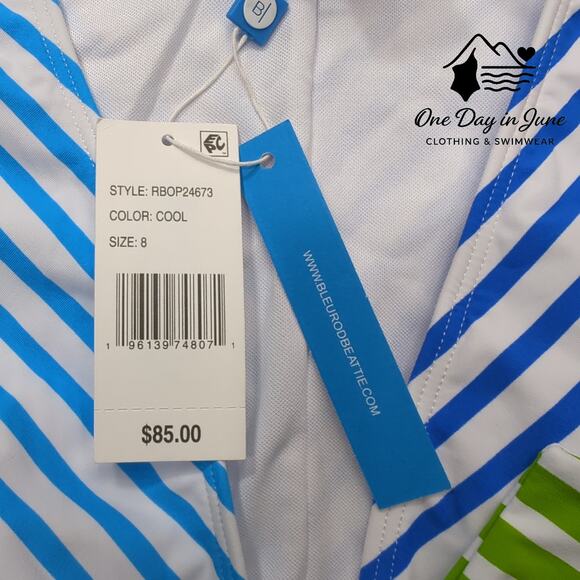 B|
One Day in June
CLOTHING & SWIMWEAR
STYLE: RBOP24673
COLOR: COOL
SIZE: 8
1 96139 74807 1
$85.00
WWW.BLEURODBEATTIE.COM